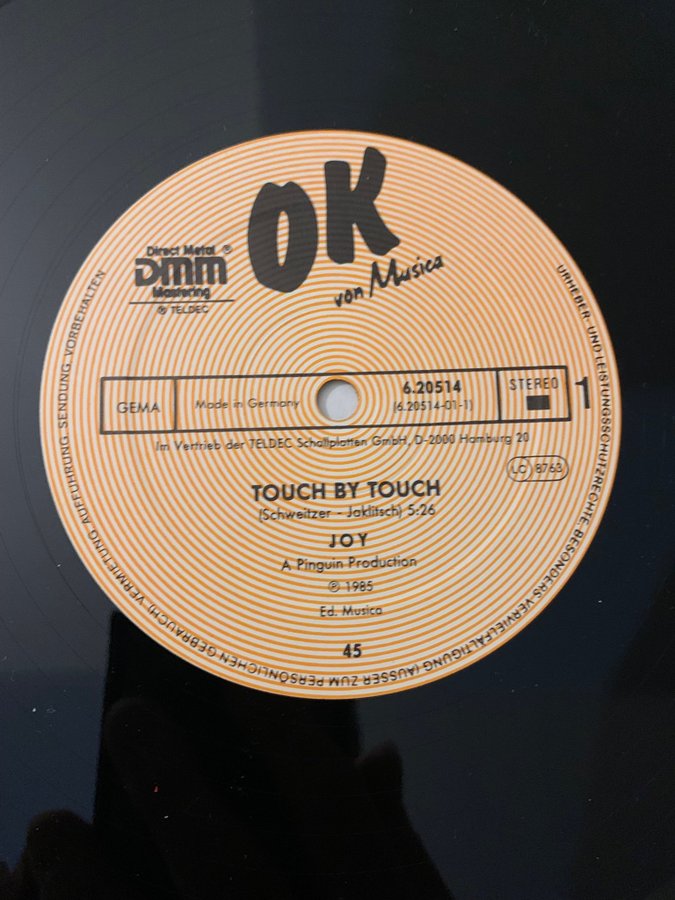 OK
von Musica
Direct Metal ®
DMM
Mastering
℗ TELDEC
GEMA
Made in Germany
6.20514
(6.20514-01-1)
STEREO
1
Im Vertrieb der TELDEC Schallplatten GmbH, D-2000 Hamburg 20
LC 8763
TOUCH BY TOUCH
(Schweitzer - Jaklitsch) 5:26
JOY
A Pinguin Production
℗ 1985
Ed. Musica
45
URHEBER- UND LEISTUNGSSCHUTZRECHTE, BESONDERS VERVIELFÄLTIGUNG (AUSSER ZUM PERSÖNLICHEN GEBRAUCH) VERMIETUNG, AUFFÜHRUNG, SENDUNG, VORBEHALTEN